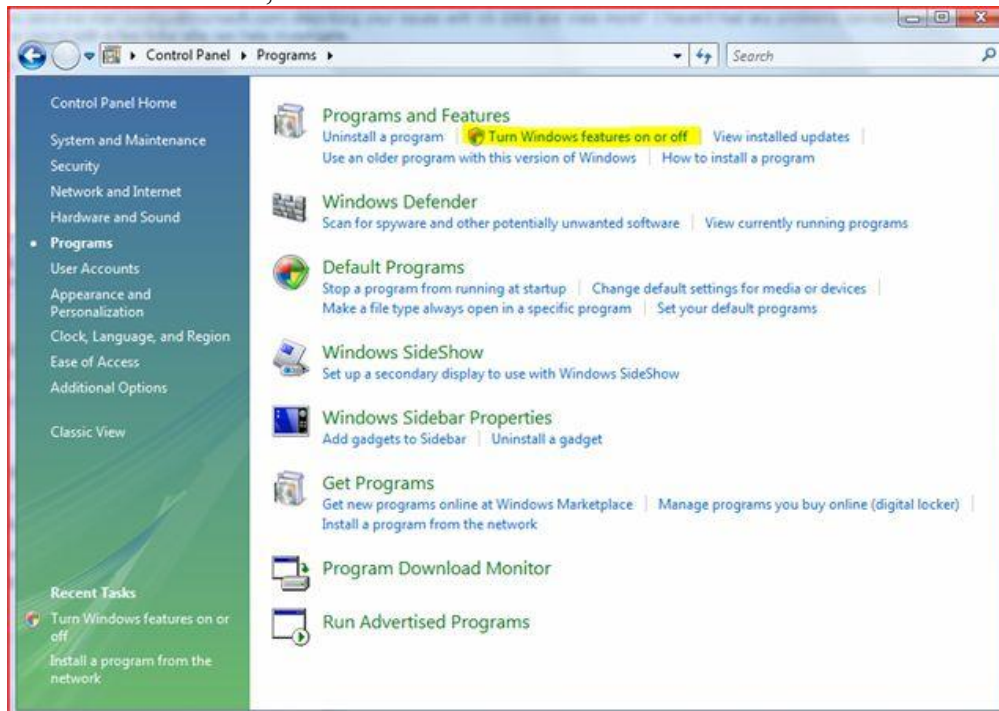 Control Panel Programs
Search
Control Panel Home
System and Maintenance
Security
Network and Internet
Hardware and Sound
Programs
User Accounts
Appearance and
Personalization
Clock, Language, and Region
Ease of Access
Additional Options
Classic View
Recent Tasks
Turn Windows features on or
off
Install a program from the
network
Programs and Features
Uninstall a program Turn Windows features on or off View installed updates
Use an older program with this version of Windows How to install a program
Windows Defender
Scan for spyware and other potentially unwanted software View currently running programs
Default Programs
Stop a program from running at startup Change default settings for media or devices
Make a file type always open in a specific program Set your default programs
Windows SideShow
Set up a secondary display to use with Windows SideShow
Windows Sidebar Properties
Add gadgets to Sidebar Uninstall a gadget
Get Programs
Get new programs online at Windows Marketplace Manage programs you buy online (digital locker)
Install a program from the network
Program Download Monitor
Run Advertised Programs